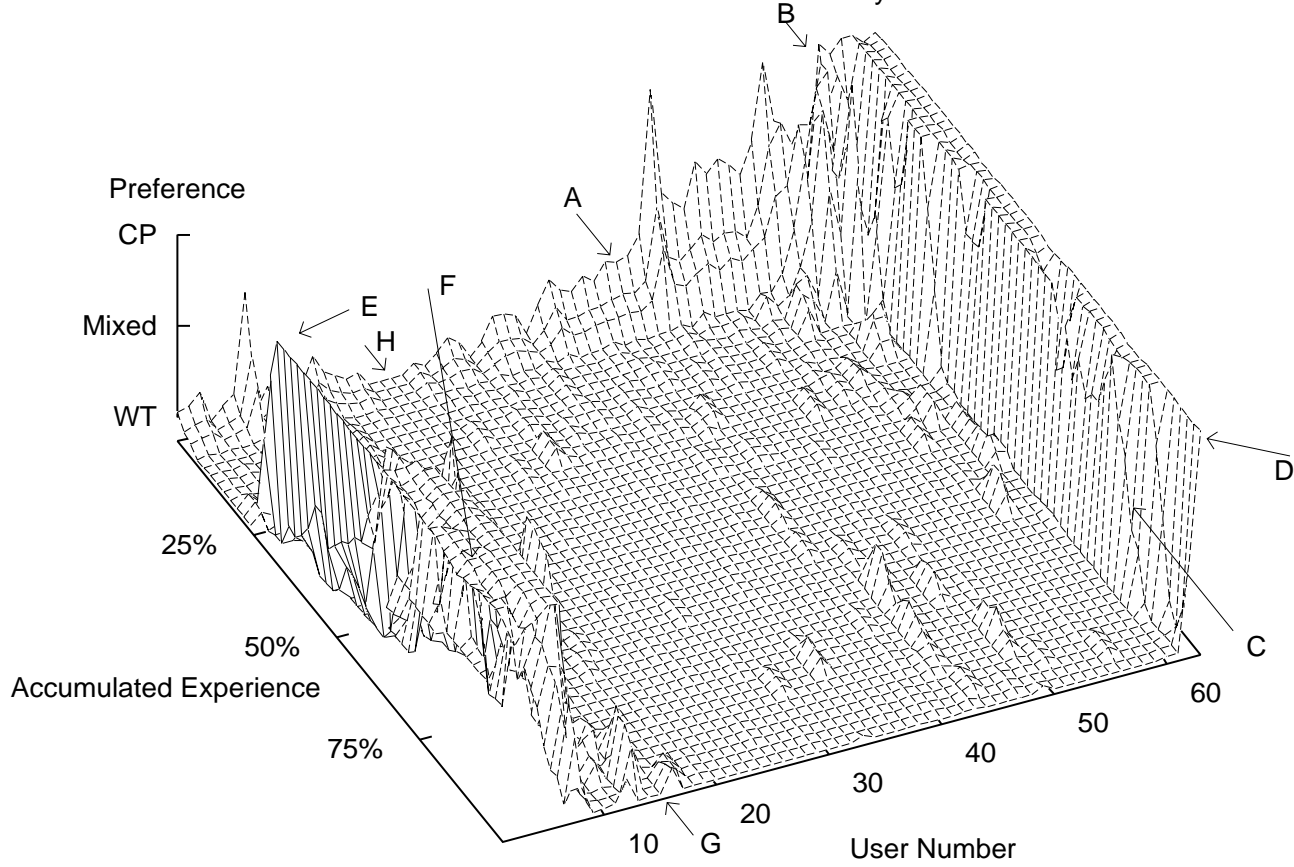 B
Preference
CP
A
F
E
Mixed
H
WT
D
25%
50%
C
Accumulated Experience
60
50
75%
40
30
20
10
G
User Number